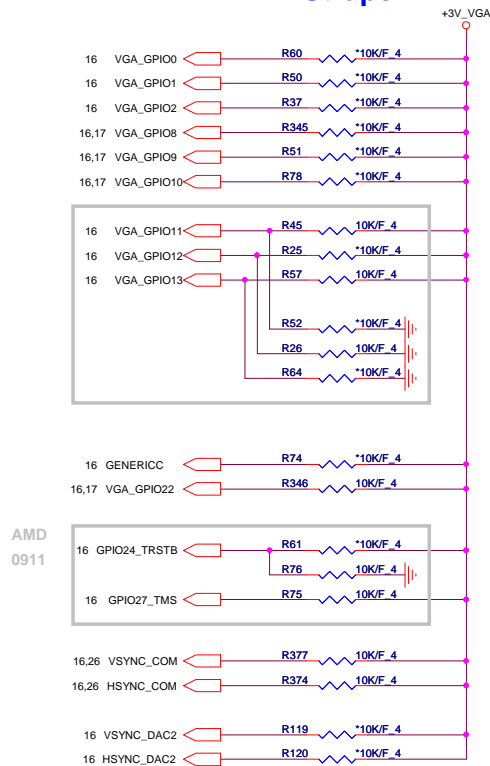 +3V_VGA
16 VGA_GPIO0 R60 *10K/F_4
16 VGA_GPIO1 R50 *10K/F_4
16 VGA_GPIO2 R37 *10K/F_4
16,17 VGA_GPIO8 R345 *10K/F_4
16,17 VGA_GPIO9 R51 *10K/F_4
16,17 VGA_GPIO10 R78 *10K/F_4
16 VGA_GPIO11 R45 10K/F_4
16 VGA_GPIO12 R25 10K/F_4
16 VGA_GPIO13 R57 10K/F_4
R52 *10K/F_4
R26 *10K/F_4
R64 *10K/F_4
16 GENERICC R74 *10K/F_4
16,17 VGA_GPIO22 R346 *10K/F_4
AMD
0911
16 GPIO24_TRSTB R61 *10K/F_4
R76 *10K/F_4
16 GPIO27_TMS R75 10K/F_4
16,26 VSYNC_COM R377 10K/F_4
16,26 HSYNC_COM R374 10K/F_4
16 VSYNC_DAC2 R119 *10K/F_4
16 HSYNC_DAC2 R120 *10K/F_4